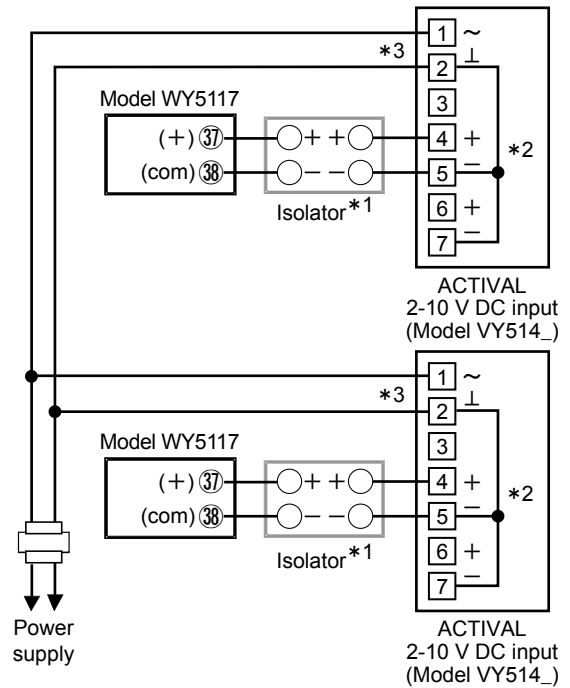 1 ~
*3
2 ⊥
Model WY5117
3
(+) 37 + + 4 +
*2
(com) 38 − − 5 −
Isolator *1
6 +
7 −
ACTIVAL
2-10 V DC input
(Model VY514_)
1 ~
*3
2 ⊥
Model WY5117
3
(+) 37 + + 4 +
*2
(com) 38 − − 5 −
Isolator *1
6 +
7 −
Power
supply
ACTIVAL
2-10 V DC input
(Model VY514_)